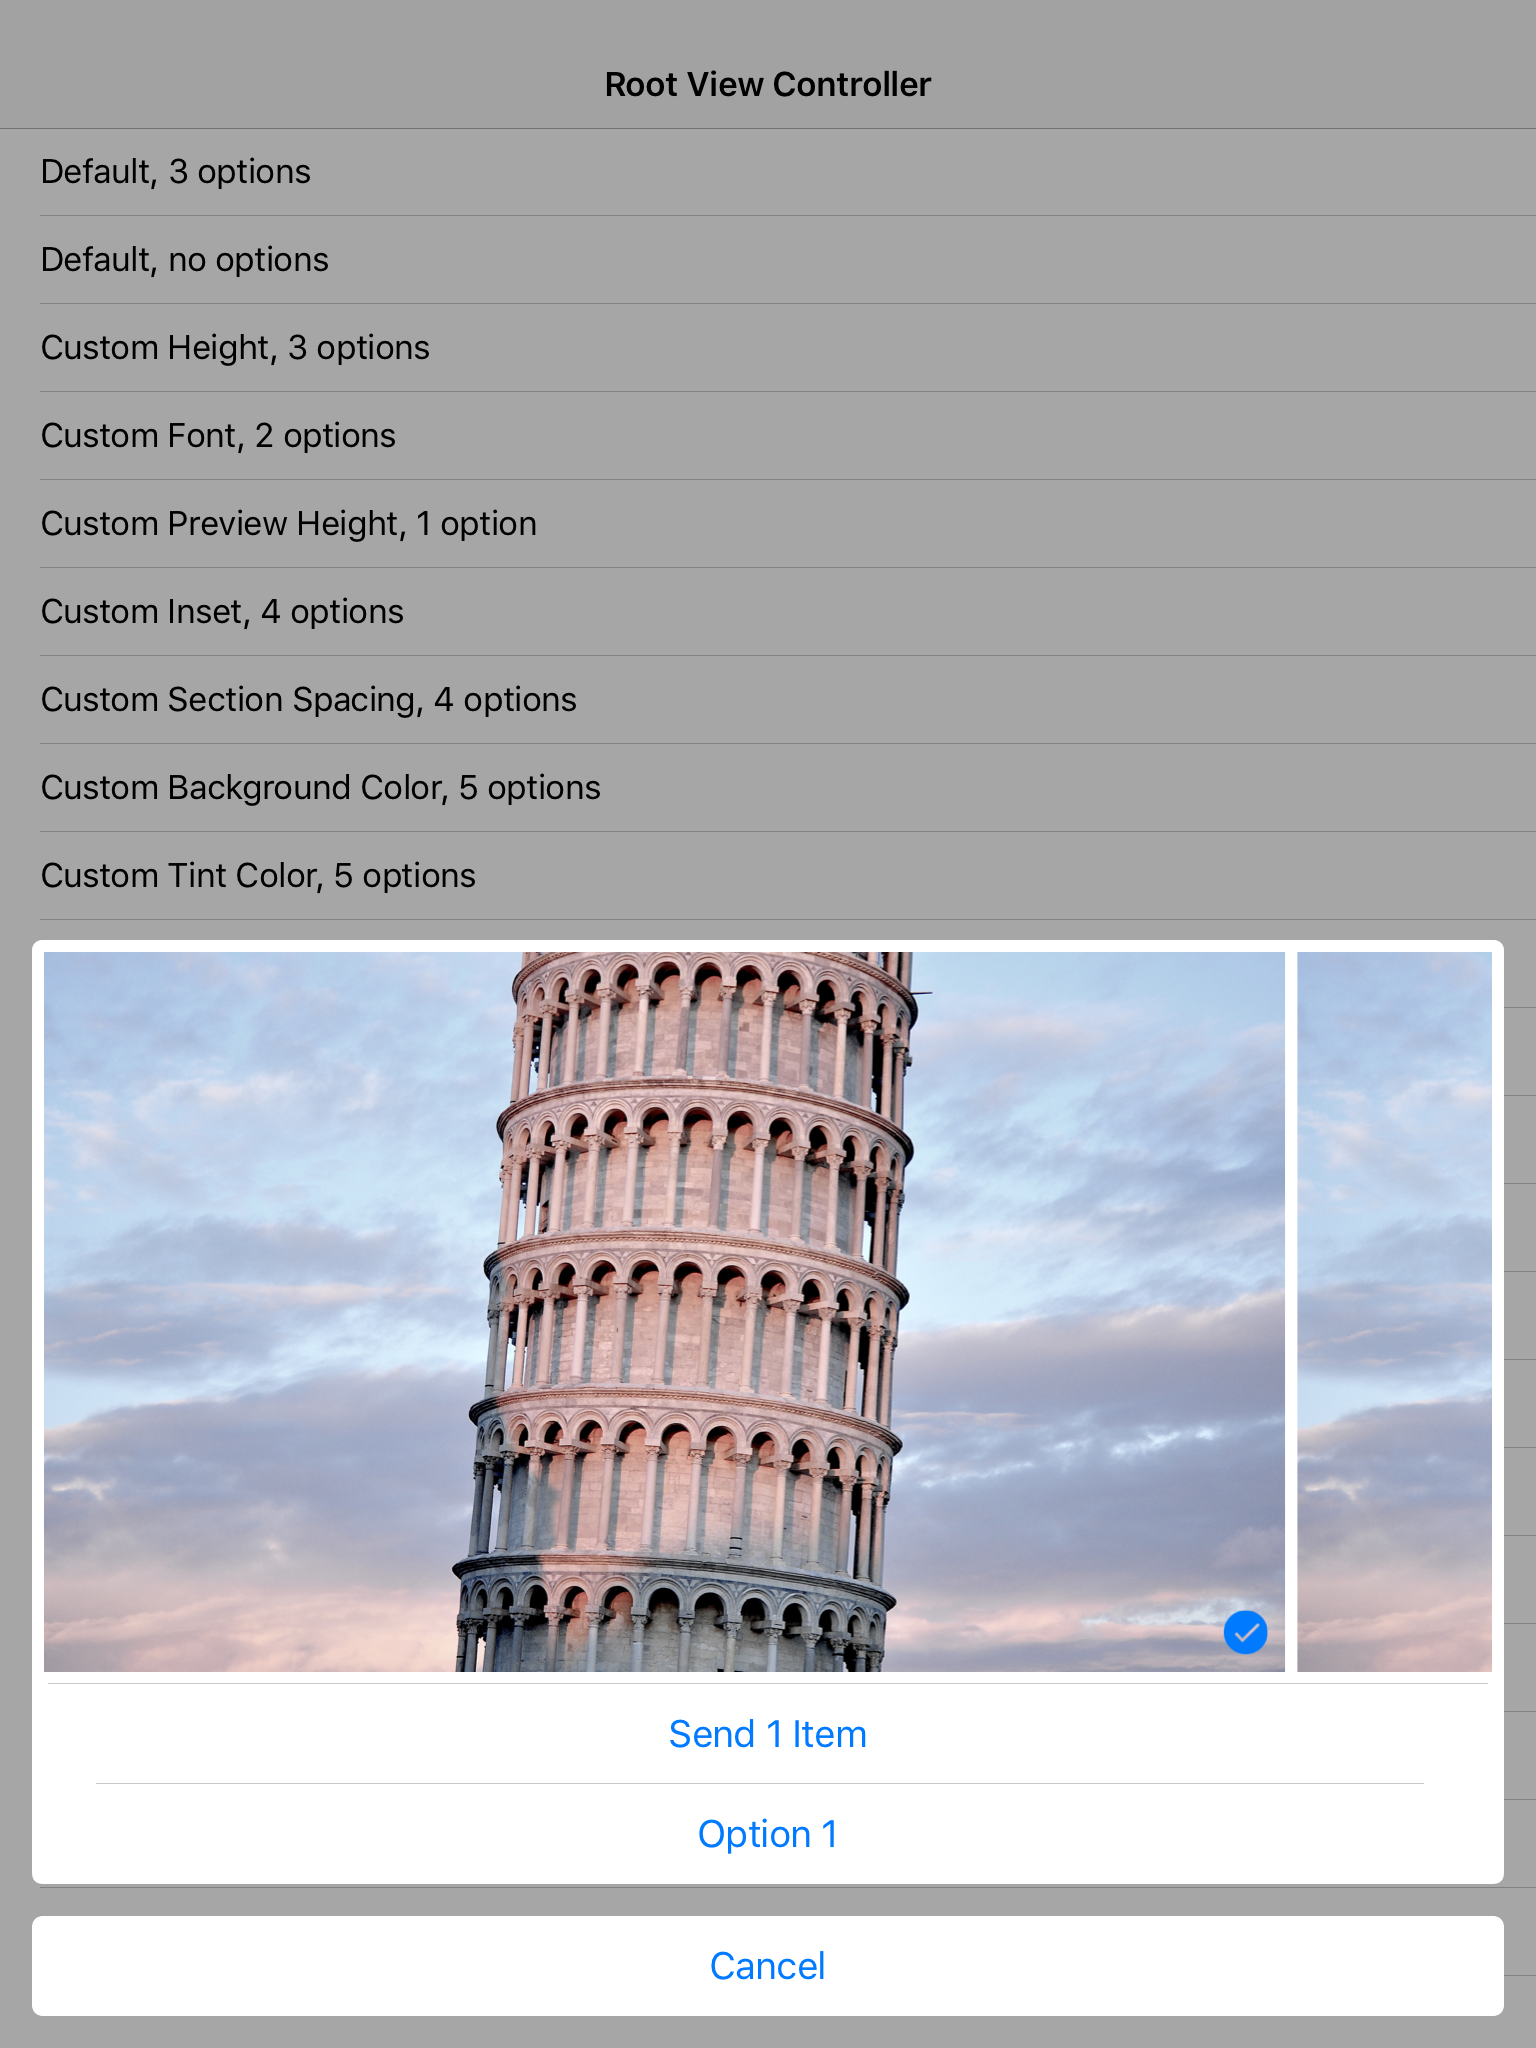 Root View Controller
Default, 3 options
Default, no options
Custom Height, 3 options
Custom Font, 2 options
Custom Preview Height, 1 option
Custom Inset, 4 options
Custom Section Spacing, 4 options
Custom Background Color, 5 options
Custom Tint Color, 5 options
Send 1 Item
Option 1
Cancel